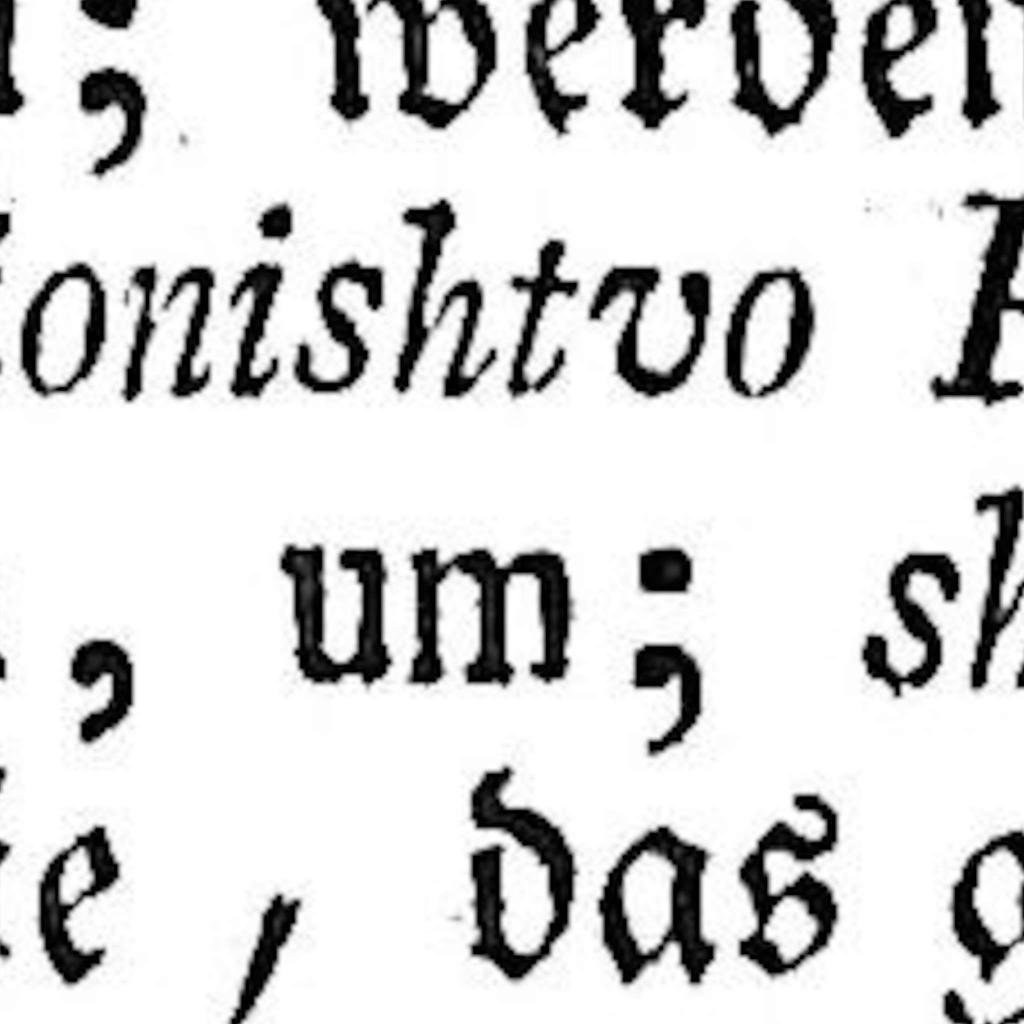 ; werden
onishtvo
, um; sh
e, das g